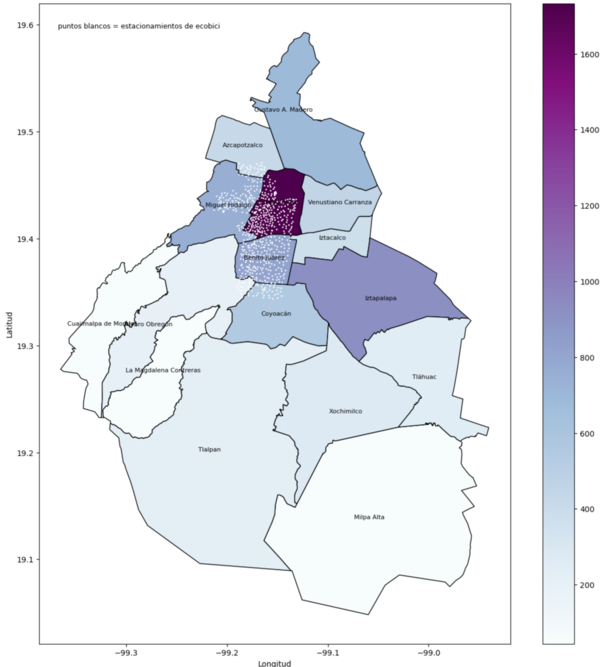 puntos blancos = estacionamientos de ecobici
Gustavo A. Madero
Azcapotzalco
Miguel Hidalgo
Venustiano Carranza
Iztacalco
Benito Juárez
Iztapalapa
Coyoacán
Cuajimalpa de Morelos
Álvaro Obregón
La Magdalena Contreras
Tláhuac
Xochimilco
Tlalpan
Milpa Alta
Latitud
19.6
19.5
19.4
19.3
19.2
19.1
−99.3
−99.2
−99.1
−99.0
Longitud
1600
1400
1200
1000
800
600
400
200